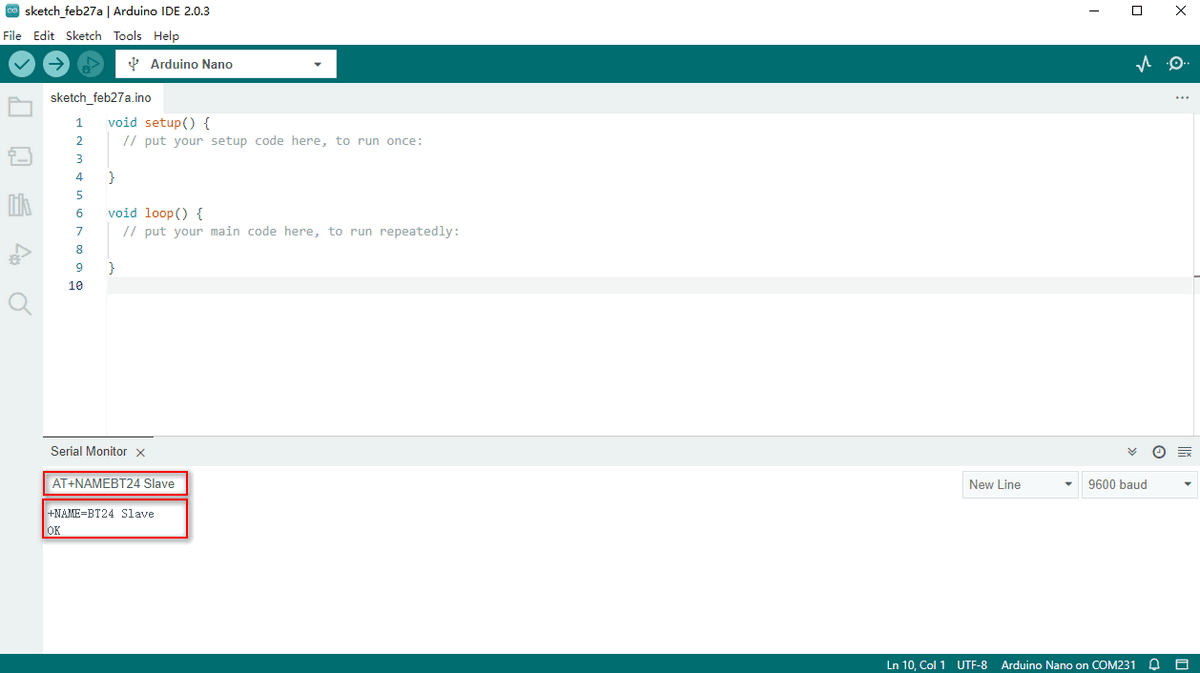 sketch_feb27a | Arduino IDE 2.0.3
File Edit Sketch Tools Help
Arduino Nano
sketch_feb27a.ino
1 void setup() {
2 // put your setup code here, to run once:
3
4 }
5
6 void loop() {
7 // put your main code here, to run repeatedly:
8
9 }
10
Serial Monitor
AT+NAMEBT24 Slave
New Line
9600 baud
+NAME=BT24 Slave
OK
Ln 10, Col 1 UTF-8 Arduino Nano on COM231